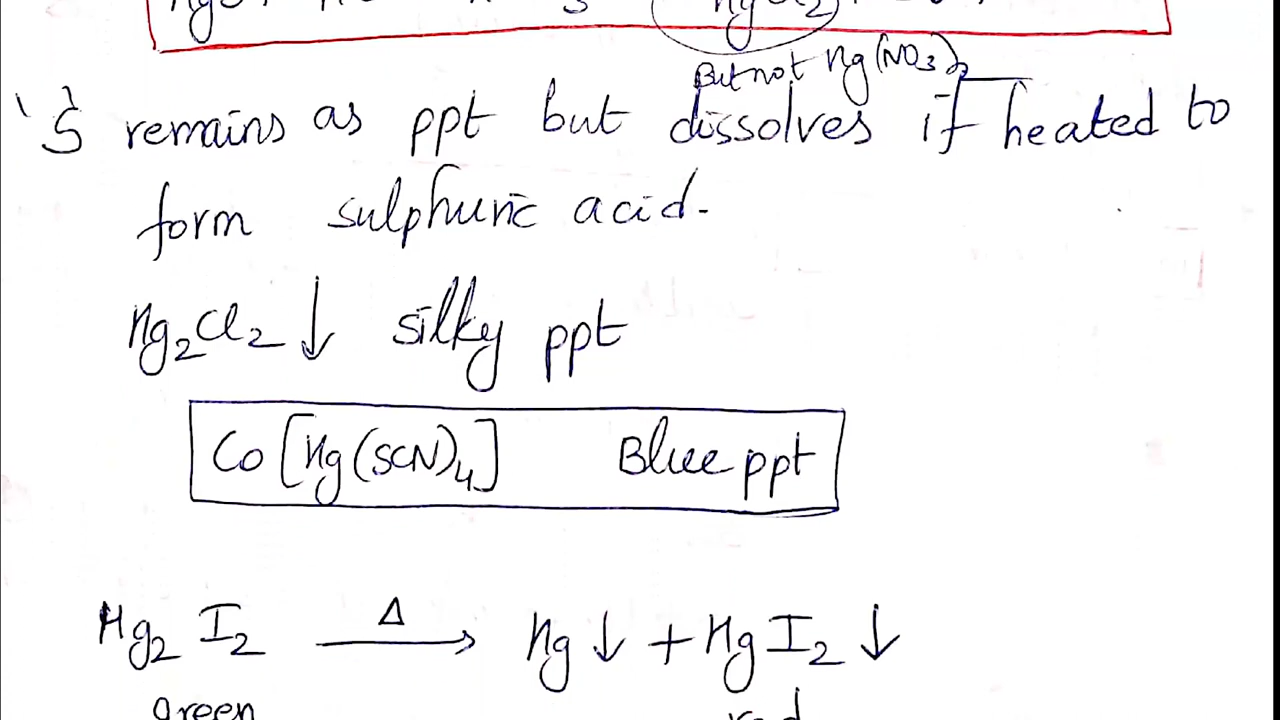 But not Hg(NO3)2
'S' remains as ppt but dissolves if heated to
form sulphuric acid.
Hg2Cl2 ↓ silky ppt
Co[Hg(SCN)4] Blue ppt
Hg2I2 —Δ→ Hg↓ + HgI2↓
green red